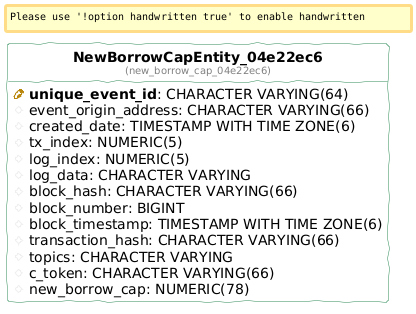 Please use '!option handwritten true' to enable handwritten
NewBorrowCapEntity_04e22ec6
(new_borrow_cap_04e22ec6)
unique_event_id: CHARACTER VARYING(64)
event_origin_address: CHARACTER VARYING(66)
created_date: TIMESTAMP WITH TIME ZONE(6)
tx_index: NUMERIC(5)
log_index: NUMERIC(5)
log_data: CHARACTER VARYING
block_hash: CHARACTER VARYING(66)
block_number: BIGINT
block_timestamp: TIMESTAMP WITH TIME ZONE(6)
transaction_hash: CHARACTER VARYING(66)
topics: CHARACTER VARYING
c_token: CHARACTER VARYING(66)
new_borrow_cap: NUMERIC(78)